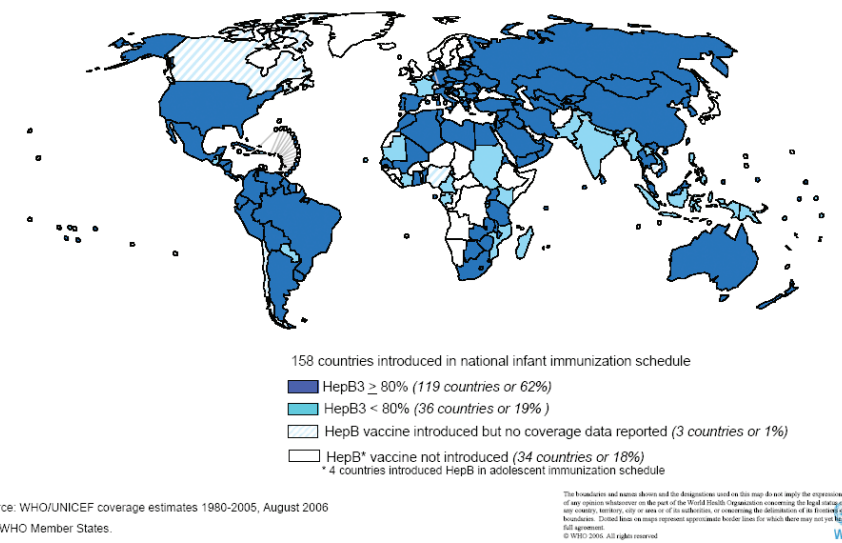 158 countries introduced in national infant immunization schedule
HepB3 ≥ 80% (119 countries or 62%)
HepB3 < 80% (36 countries or 19% )
HepB vaccine introduced but no coverage data reported (3 countries or 1%)
HepB* vaccine not introduced (34 countries or 18%)
* 4 countries introduced HepB in adolescent immunization schedule
rce: WHO/UNICEF coverage estimates 1980-2005, August 2006
WHO Member States.
The boundaries and names shown and the designations used on this map do not imply the expression
of any opinion whatsoever on the part of the World Health Organization concerning the legal status
any country, territory, city or area or of its authorities, or concerning the delimitation of its frontiers
boundaries. Dotted lines on maps represent approximate border lines for which there may not yet be
full agreement.
© WHO 2006. All rights reserved
W